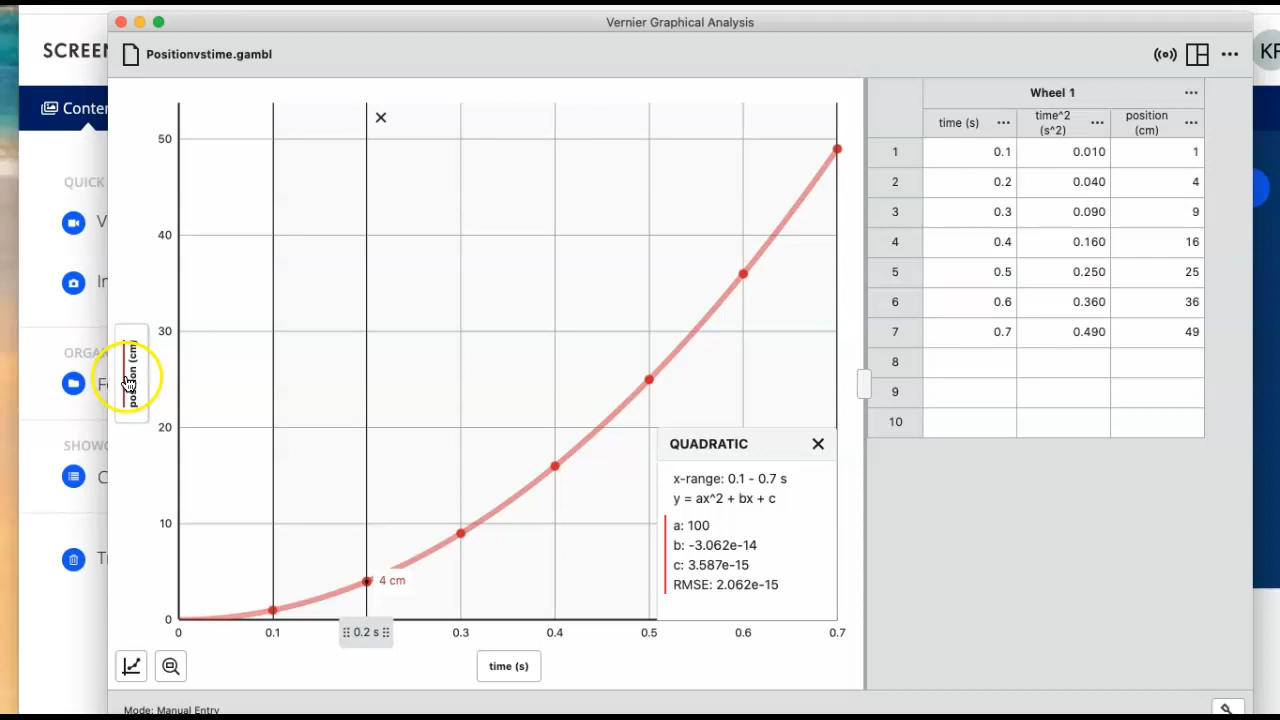 Vernier Graphical Analysis
SCREEN
KF
Positionvstime.gambl
Conte
QUICK
V
In
ORGA
F
SHOW
C
T
50
40
30
20
10
0
position (cm)
4 cm
0
0.1
0.2 s
0.3
0.4
0.5
0.6
0.7
time (s)
QUADRATIC
x-range: 0.1 - 0.7 s
y = ax^2 + bx + c
a: 100
b: -3.062e-14
c: 3.587e-15
RMSE: 2.062e-15
Wheel 1
time (s) time^2 (s^2) position (cm)
1 0.1 0.010 1
2 0.2 0.040 4
3 0.3 0.090 9
4 0.4 0.160 16
5 0.5 0.250 25
6 0.6 0.360 36
7 0.7 0.490 49
8
9
10
Mode: Manual Entry